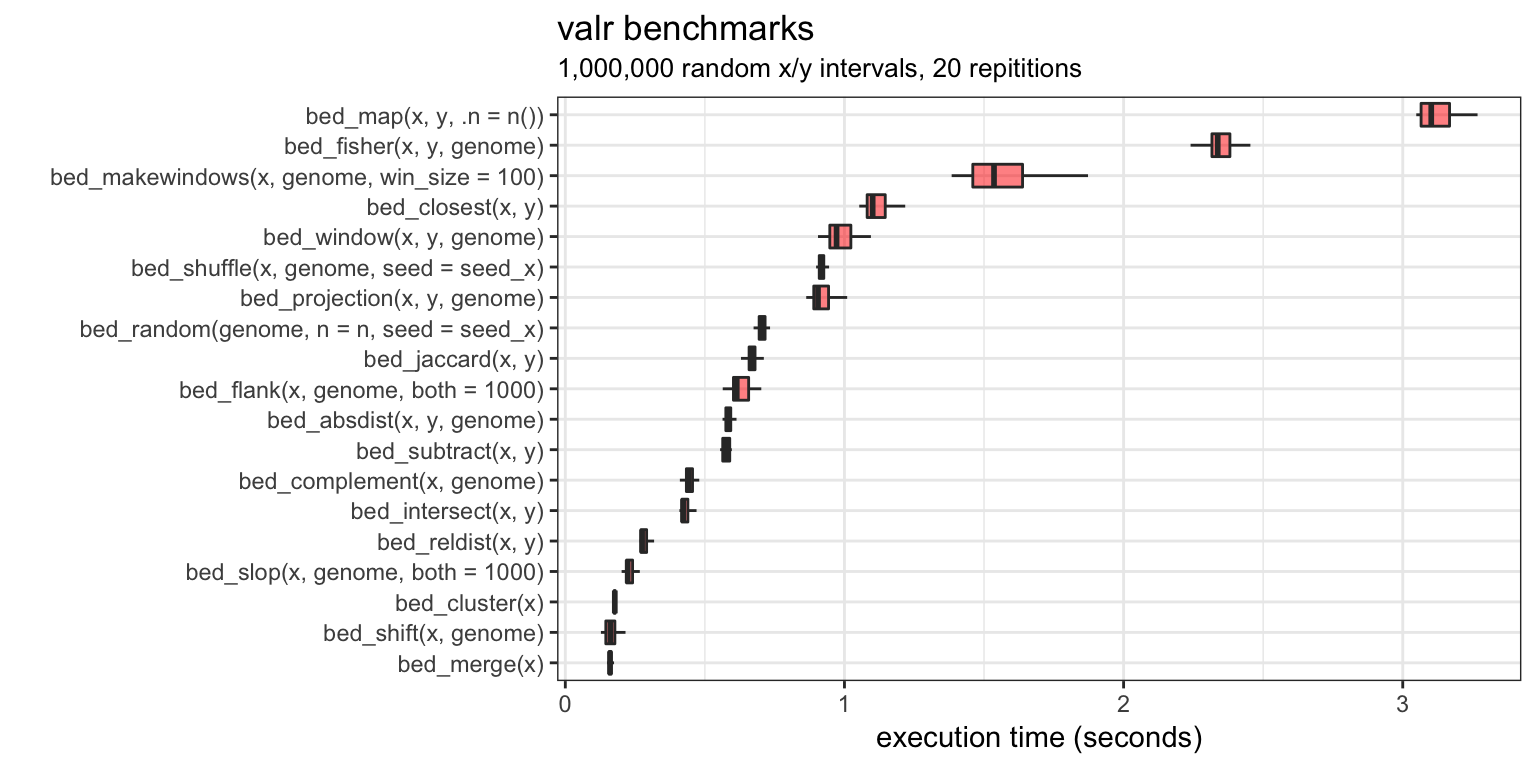 valr benchmarks
1,000,000 random x/y intervals, 20 repititions
bed_map(x, y, .n = n())
bed_fisher(x, y, genome)
bed_makewindows(x, genome, win_size = 100)
bed_closest(x, y)
bed_window(x, y, genome)
bed_shuffle(x, genome, seed = seed_x)
bed_projection(x, y, genome)
bed_random(genome, n = n, seed = seed_x)
bed_jaccard(x, y)
bed_flank(x, genome, both = 1000)
bed_absdist(x, y, genome)
bed_subtract(x, y)
bed_complement(x, genome)
bed_intersect(x, y)
bed_reldist(x, y)
bed_slop(x, genome, both = 1000)
bed_cluster(x)
bed_shift(x, genome)
bed_merge(x)
0 1 2 3
execution time (seconds)